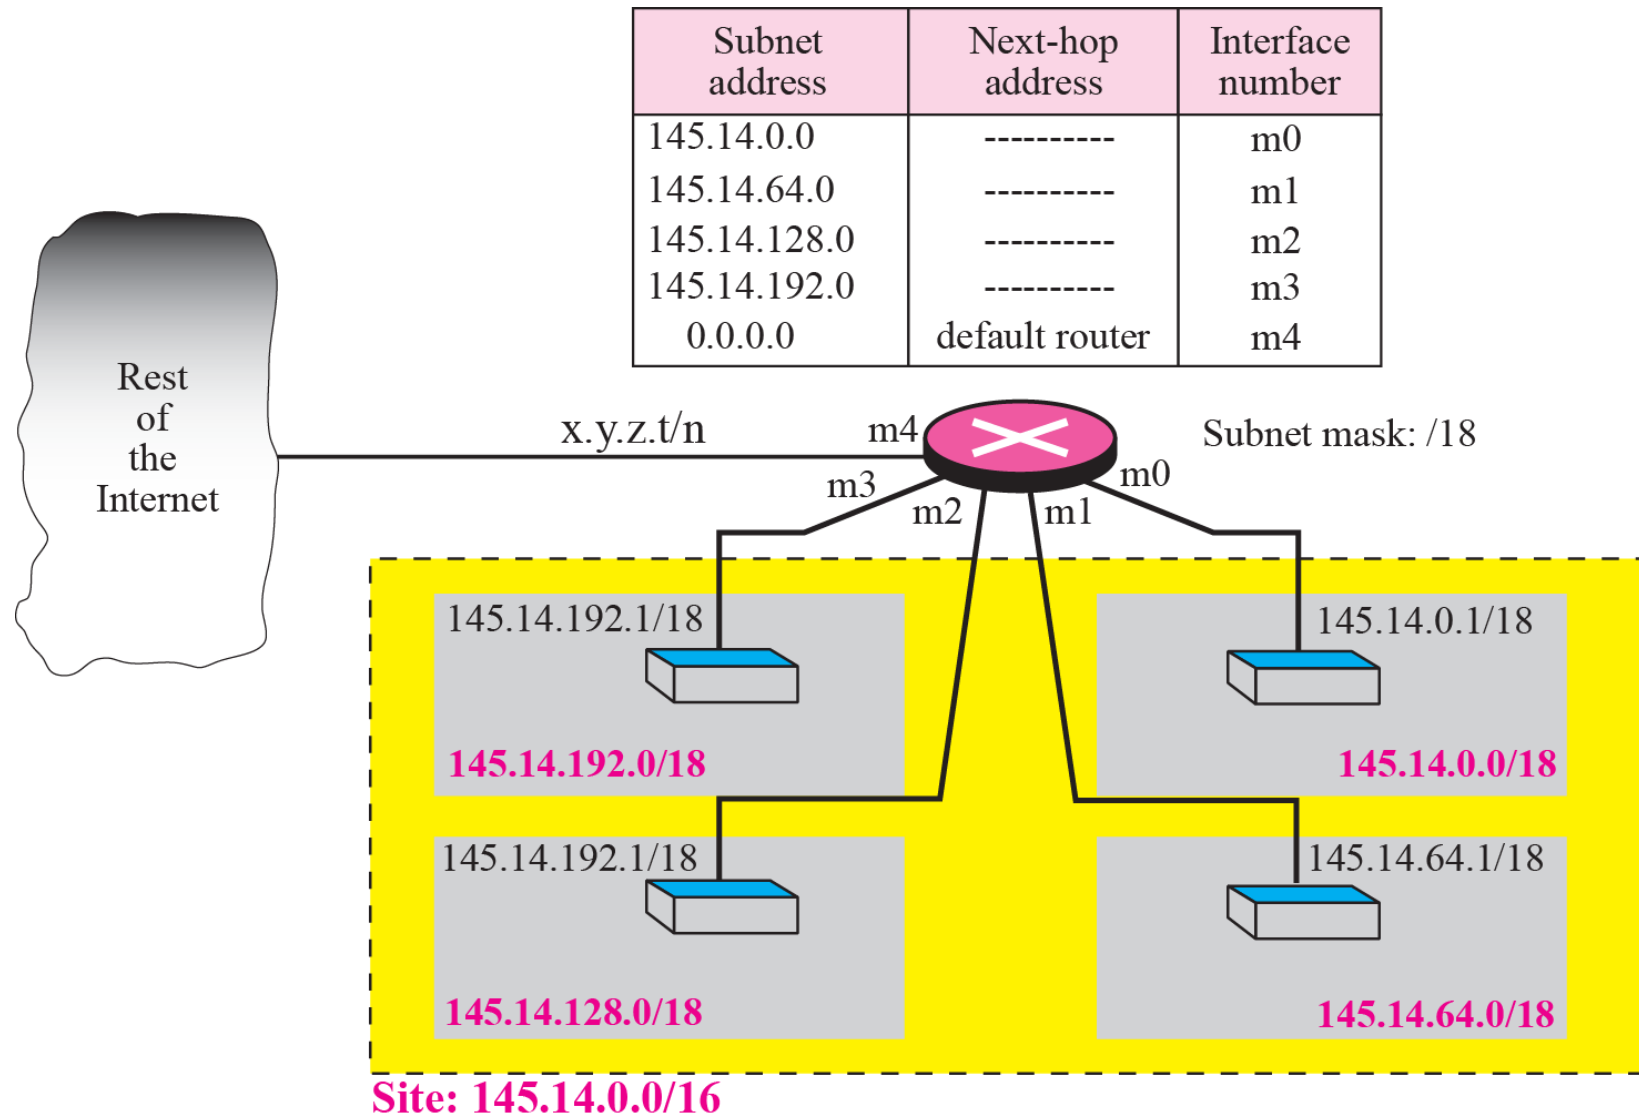 Subnet address
Next-hop address
Interface number
145.14.0.0 ---------- m0
145.14.64.0 ---------- m1
145.14.128.0 ---------- m2
145.14.192.0 ---------- m3
0.0.0.0 default router m4
Rest
of
the
Internet
x.y.z.t/n
m4
Subnet mask: /18
m3
m2
m1
m0
145.14.192.1/18
145.14.0.1/18
145.14.192.0/18
145.14.0.0/18
145.14.192.1/18
145.14.64.1/18
145.14.128.0/18
145.14.64.0/18
Site: 145.14.0.0/16